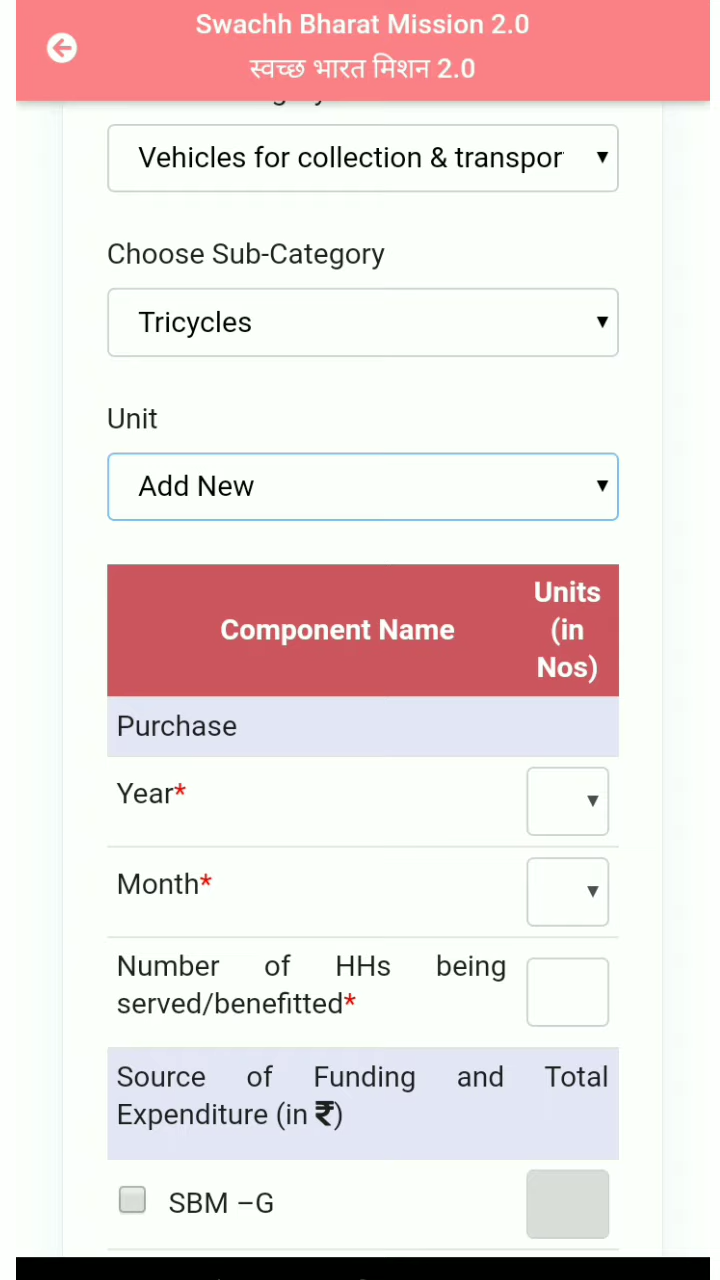 Swachh Bharat Mission 2.0
स्वच्छ भारत मिशन 2.0
Vehicles for collection & transpor
Choose Sub-Category
Tricycles
Unit
Add New
Component Name
Units
(in
Nos)
Purchase
Year*
Month*
Number of HHs being
served/benefitted*
Source of Funding and Total
Expenditure (in ₹)
SBM –G